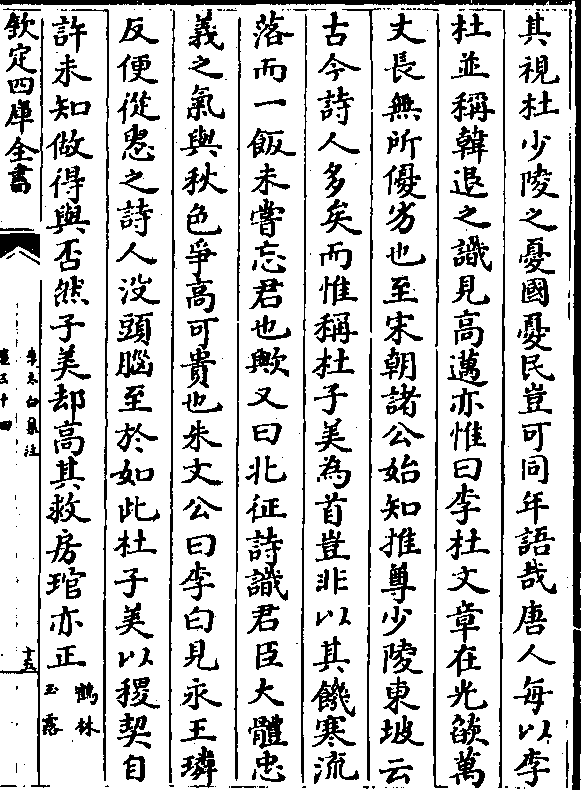 其視杜少陵之憂國憂民豈可同年語哉唐人每以李
杜並稱韓退之識見高邁亦惟曰李杜文章在光燄萬
丈長無所優劣也至宋朝諸公始知推尊少陵東坡云
古今詩人多矣而惟稱杜子美為首豈非以其饑寒流
落而一飯未嘗忘君也歟又曰北征詩識君臣大體忠
義之氣與秋色爭高可貴也朱文公曰李白見永王璘
反便從臾之詩人没頭腦至於如此杜子美以稷契自
許未知做得與否然子美却高其救房琯亦正 鶴林
玉露
欽定四庫全書
李太白集注
卷三十四
十五